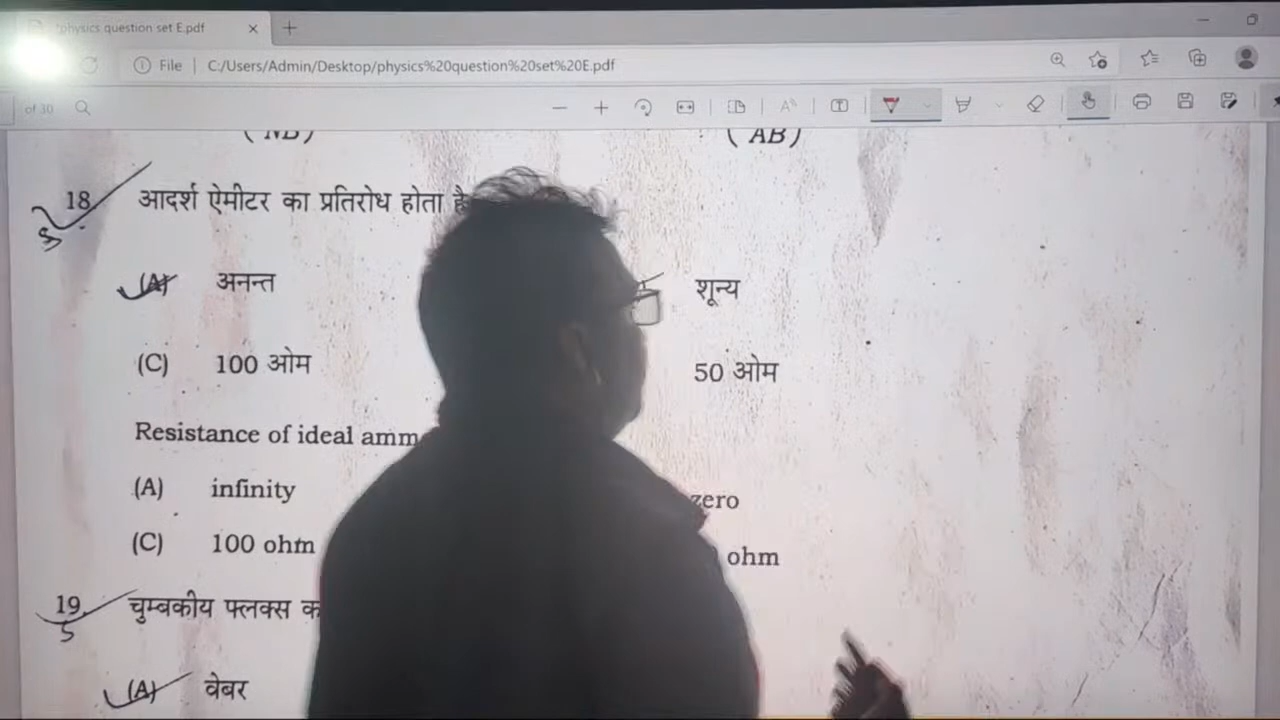 physics question set E.pdf
File C:/Users/Admin/Desktop/physics%20question%20set%20E.pdf
of 30
( AB )
18. आदर्श ऐमीटर का प्रतिरोध होता है
(A) अनन्त शून्य
(C) 100 ओम 50 ओम
Resistance of ideal amm
(A) infinity zero
(C) 100 ohm ohm
19. चुम्बकीय फ्लक्स क
(A) वेबर